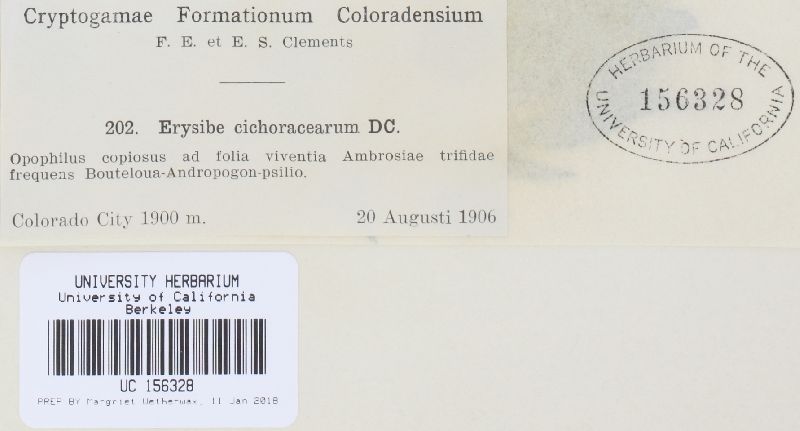 Cryptogamae Formationum Coloradensium
F. E. et E. S. Clements
202. Erysibe cichoracearum DC.
Opophilus copiosus ad folia viventia Ambrosiae trifidae
frequens Bouteloua-Andropogon-psilio.
Colorado City 1900 m. 20 Augusti 1906
HERBARIUM OF THE
156328
UNIVERSITY OF CALIFORNIA
UNIVERSITY HERBARIUM
University of California
Berkeley
UC 156328
PREP BY Margriet Wetherwax, 11 Jan 2018